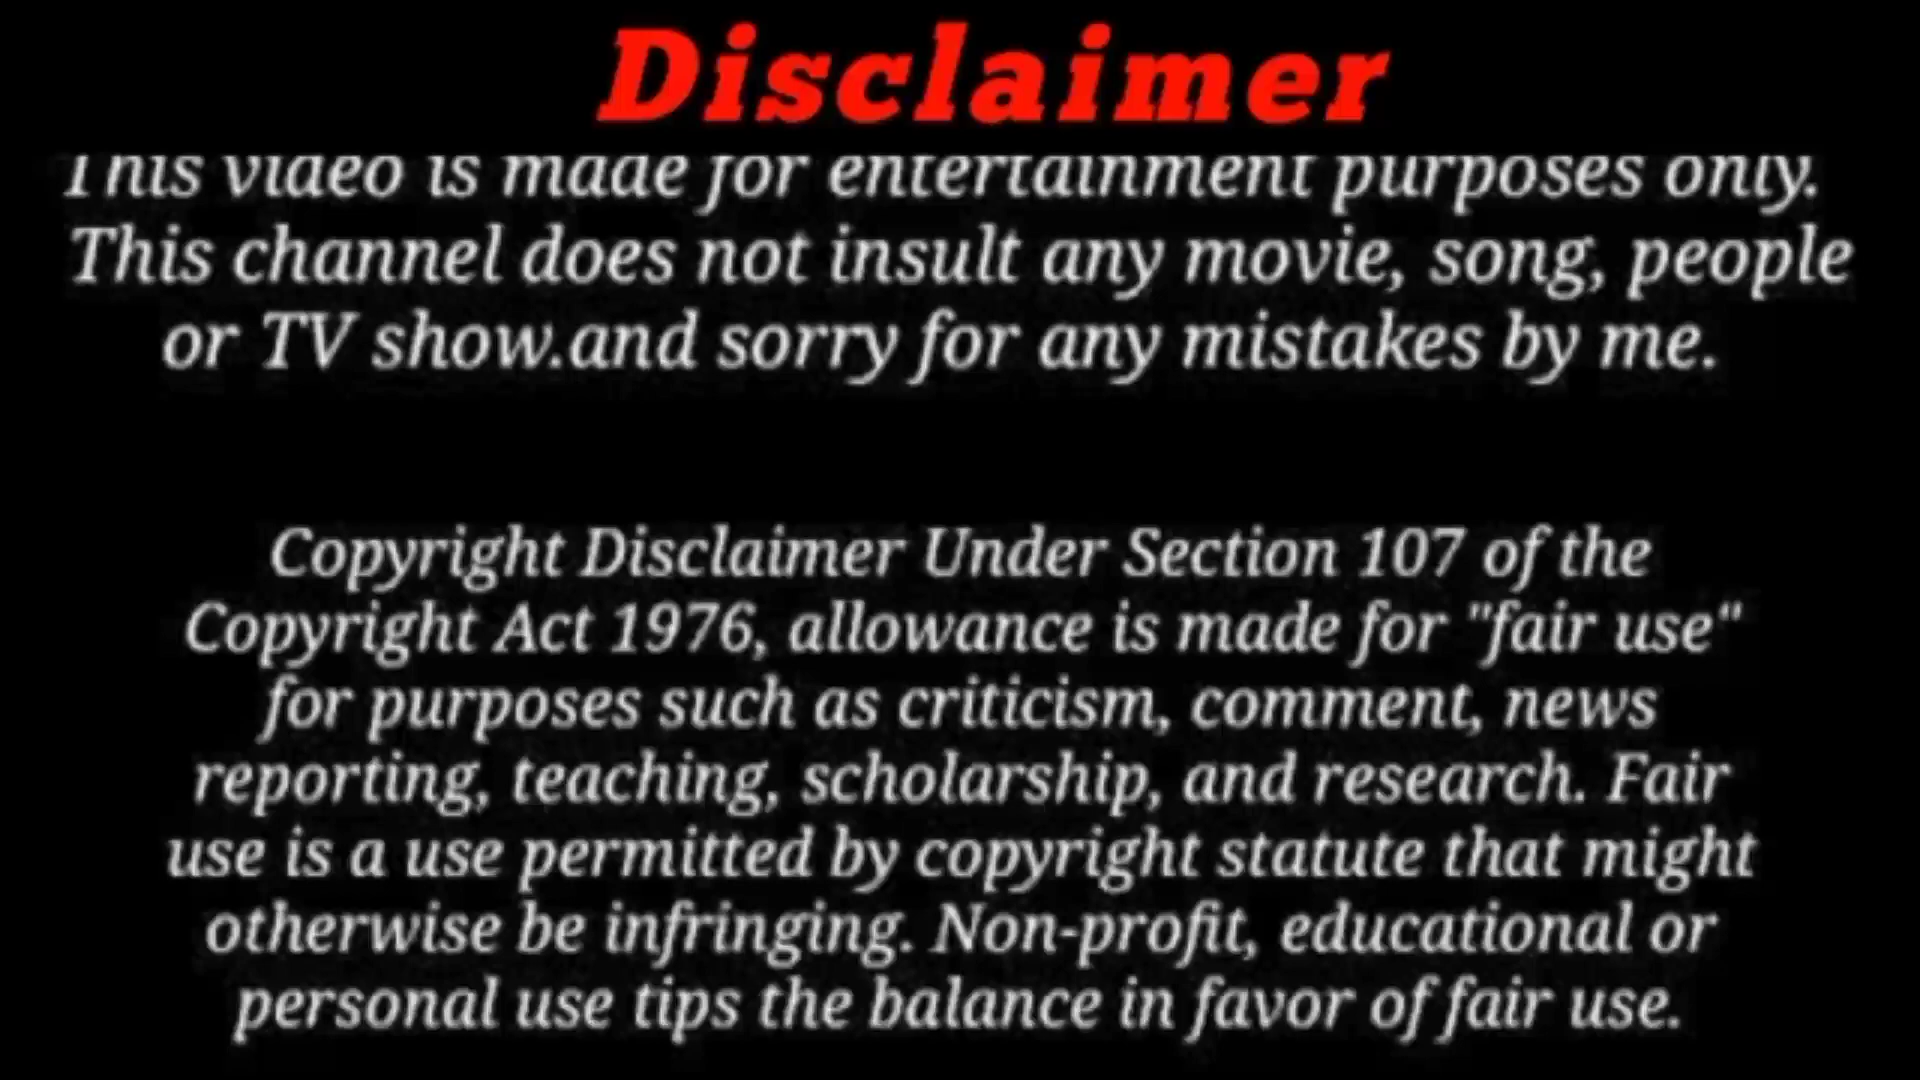 Disclaimer
This video is made for entertainment purposes only.
This channel does not insult any movie, song, people
or TV show.and sorry for any mistakes by me.
Copyright Disclaimer Under Section 107 of the
Copyright Act 1976, allowance is made for "fair use"
for purposes such as criticism, comment, news
reporting, teaching, scholarship, and research. Fair
use is a use permitted by copyright statute that might
otherwise be infringing. Non-profit, educational or
personal use tips the balance in favor of fair use.